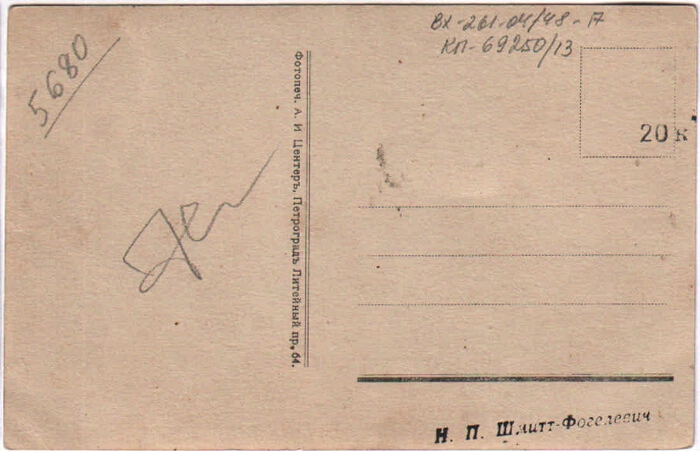 5680
ВХ-261-04/48-17
КП-69250/13
20 к
Фотопеч. А. И Центеръ, Петроградъ Литейный пр. 64.
Н. П. Шмитт-Фогелевич